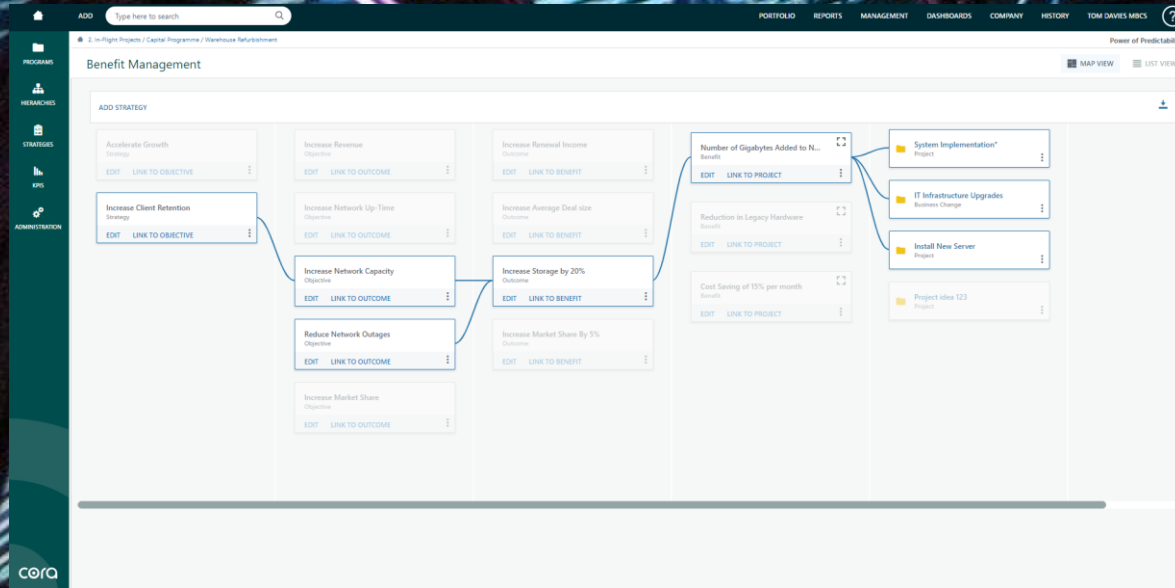 ADD
Type here to search
PORTFOLIO
REPORTS
MANAGEMENT
DASHBOARDS
COMPANY
HISTORY
TOM DAVIES MBCS
?
2. In-Flight Projects / Capital Programme / Warehouse Refurbishment
Power of Predictabil
Benefit Management
MAP VIEW
LIST VIEW
PROGRAMS
HIERARCHIES
STRATEGIES
KPIS
ADMINISTRATION
ADD STRATEGY
Accelerate Growth
Strategy
EDIT LINK TO OBJECTIVE
Increase Client Retention
Strategy
EDIT LINK TO OBJECTIVE
Increase Revenue
Objective
EDIT LINK TO OUTCOME
Increase Network Up-Time
Objective
EDIT LINK TO OUTCOME
Increase Network Capacity
Objective
EDIT LINK TO OUTCOME
Reduce Network Outages
Objective
EDIT LINK TO OUTCOME
Increase Market Share
Objective
EDIT LINK TO OUTCOME
Increase Renewal Income
Outcome
EDIT LINK TO BENEFIT
Increase Average Deal size
Outcome
EDIT LINK TO BENEFIT
Increase Storage by 20%
Outcome
EDIT LINK TO BENEFIT
Increase Market Share By 5%
Outcome
EDIT LINK TO BENEFIT
Number of Gigabytes Added to N...
Benefit
EDIT LINK TO PROJECT
Reduction in Legacy Hardware
Benefit
EDIT LINK TO PROJECT
Cost Saving of 15% per month
Benefit
EDIT LINK TO PROJECT
System Implementation"
Project
IT Infrastructure Upgrades
Business Change
Install New Server
Project
Project idea 123
Project
cora